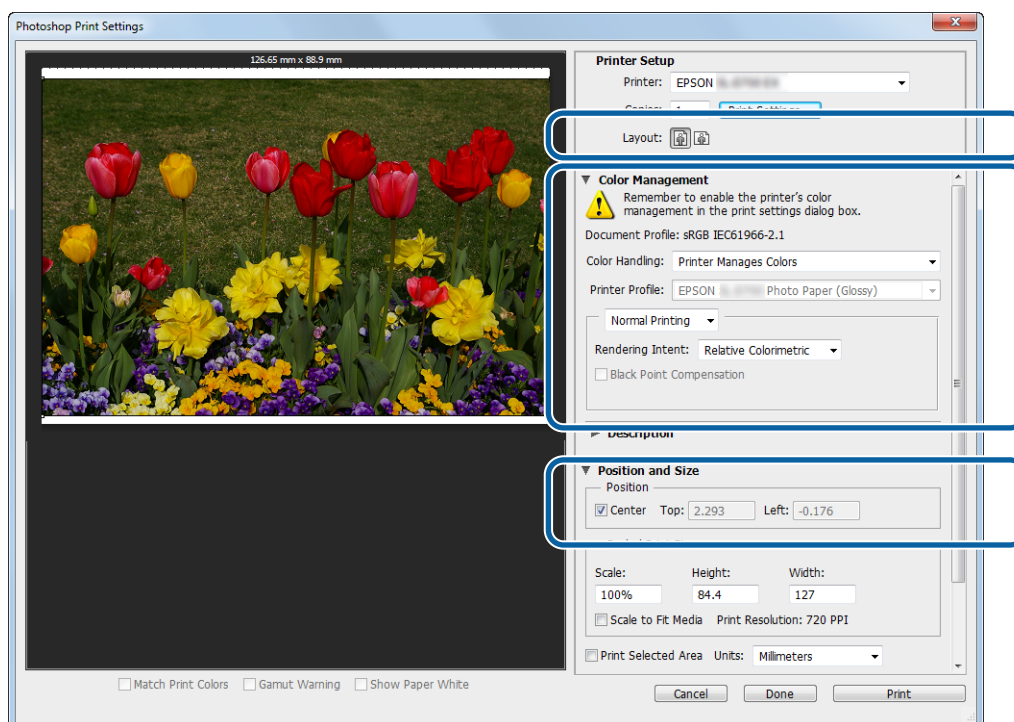 Photoshop Print Settings
x
126.65 mm x 88.9 mm
Printer Setup
Printer: EPSON
Copies: 1 Print Settings...
Layout:
Color Management
Remember to enable the printer's color
management in the print settings dialog box.
Document Profile: sRGB IEC61966-2.1
Color Handling: Printer Manages Colors
Printer Profile: EPSON Photo Paper (Glossy)
Normal Printing
Rendering Intent: Relative Colorimetric
Black Point Compensation
Description
Position and Size
Position
Center Top: 2.293 Left: -0.176
Scale: Height: Width:
100% 84.4 127
Scale to Fit Media Print Resolution: 720 PPI
Print Selected Area Units: Millimeters
Match Print Colors Gamut Warning Show Paper White
Cancel Done Print